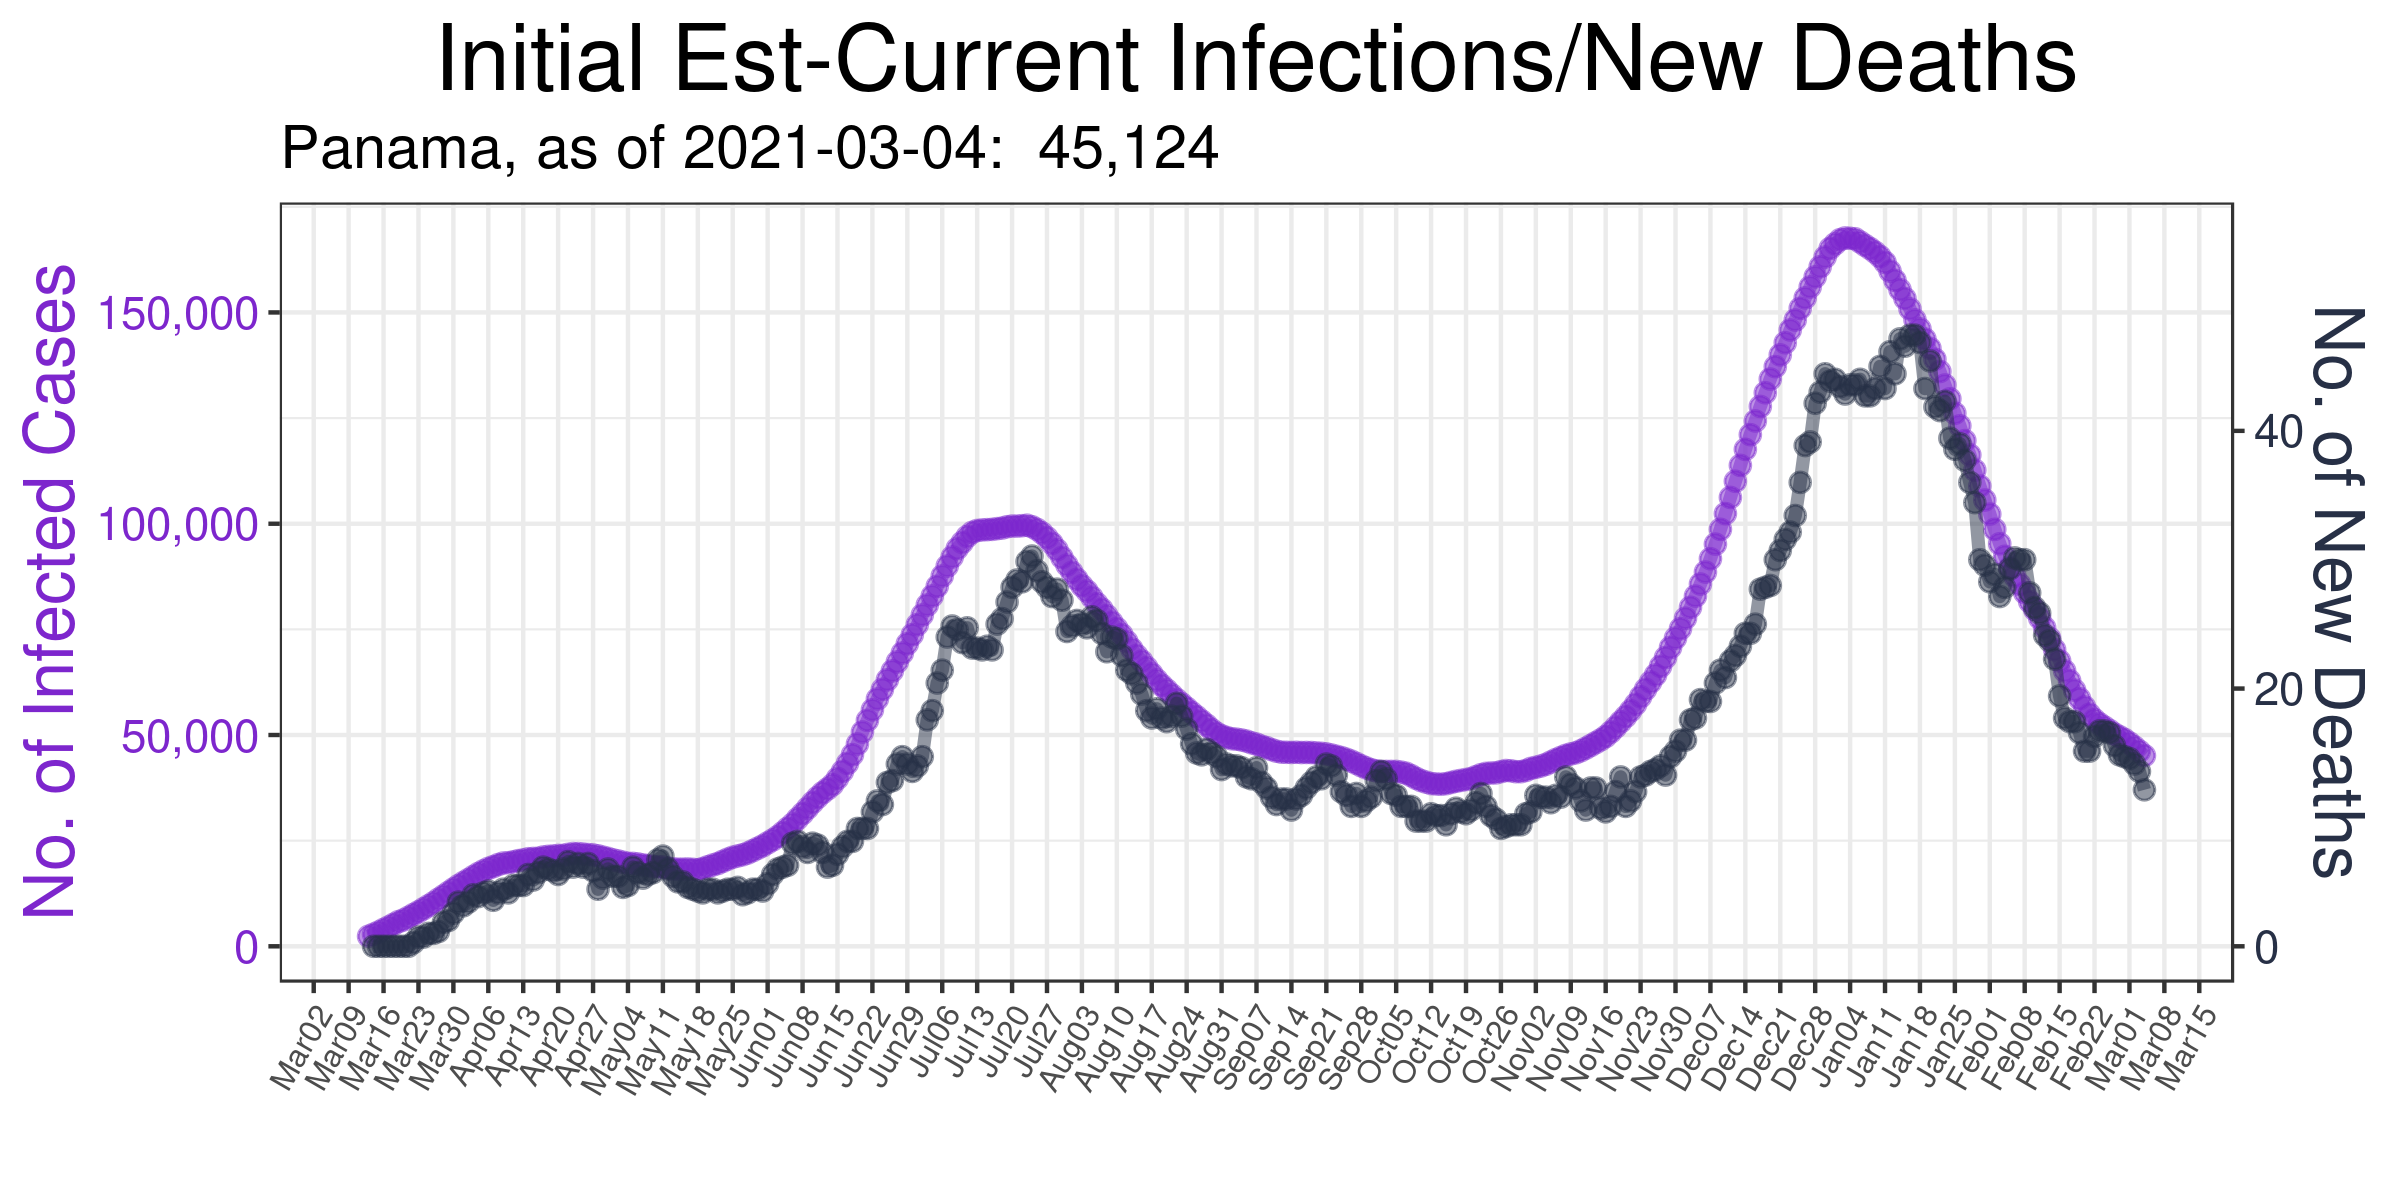 Initial Est-Current Infections/New Deaths
Panama, as of 2021-03-04: 45,124
No. of Infected Cases
150,000
100,000
50,000
0
No. of New Deaths
40
20
0
Mar02
Mar09
Mar16
Mar23
Mar30
Apr06
Apr13
Apr20
Apr27
May04
May11
May18
May25
Jun01
Jun08
Jun15
Jun22
Jun29
Jul06
Jul13
Jul20
Jul27
Aug03
Aug10
Aug17
Aug24
Aug31
Sep07
Sep14
Sep21
Sep28
Oct05
Oct12
Oct19
Oct26
Nov02
Nov09
Nov16
Nov23
Nov30
Dec07
Dec14
Dec21
Dec28
Jan04
Jan11
Jan18
Jan25
Feb01
Feb08
Feb15
Feb22
Mar01
Mar08
Mar15